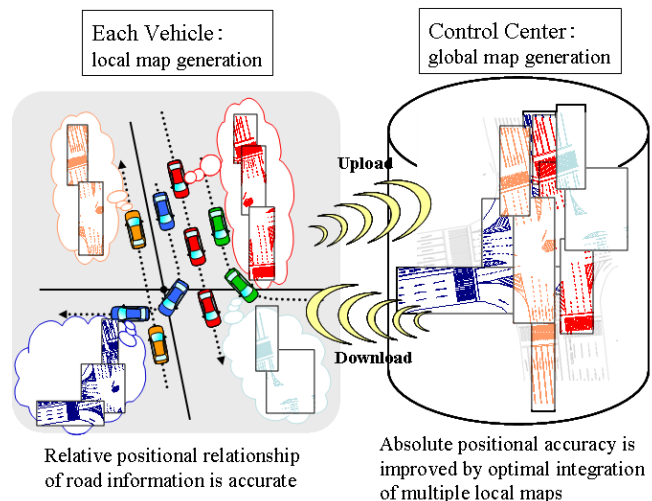 Each Vehicle:
local map generation
Control Center:
global map generation
Upload
Download
Relative positional relationship
of road information is accurate
Absolute positional accuracy is
improved by optimal integration
of multiple local maps